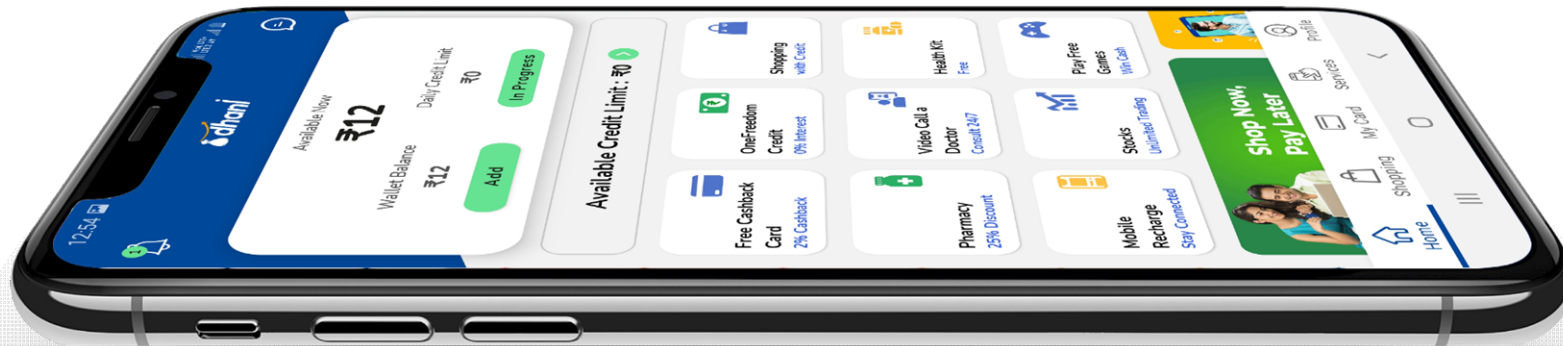 12:54
1
dhani
Available Now
₹12
Wallet Balance
₹12
Daily Credit Limit
₹0
Add
In Progress
Available Credit Limit : ₹0
Free Cashback
Card
2% Cashback
OneFreedom
Credit
0% Interest
Shopping
with Credit
Pharmacy
25% Discount
Video Call a
Doctor
Consult 24/7
Health Kit
Free
Mobile
Recharge
Stay Connected
Stocks
Unlimited Trading
Play Free
Games
Win Cash
Shop Now,
Pay Later
Home
Shopping
My Card
Services
Profile